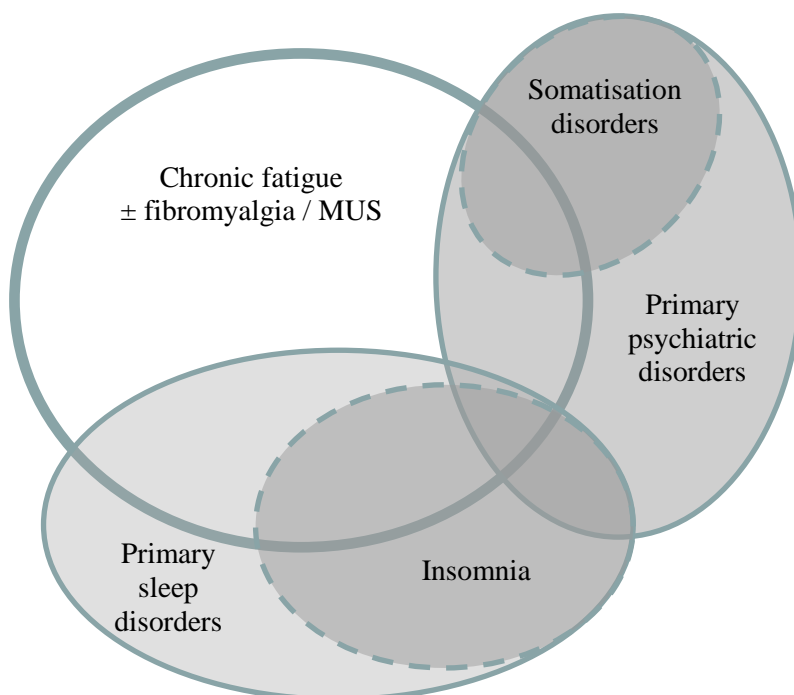 Somatisation
disorders
Chronic fatigue
± fibromyalgia / MUS
Primary
psychiatric
disorders
Primary
sleep
disorders
Insomnia